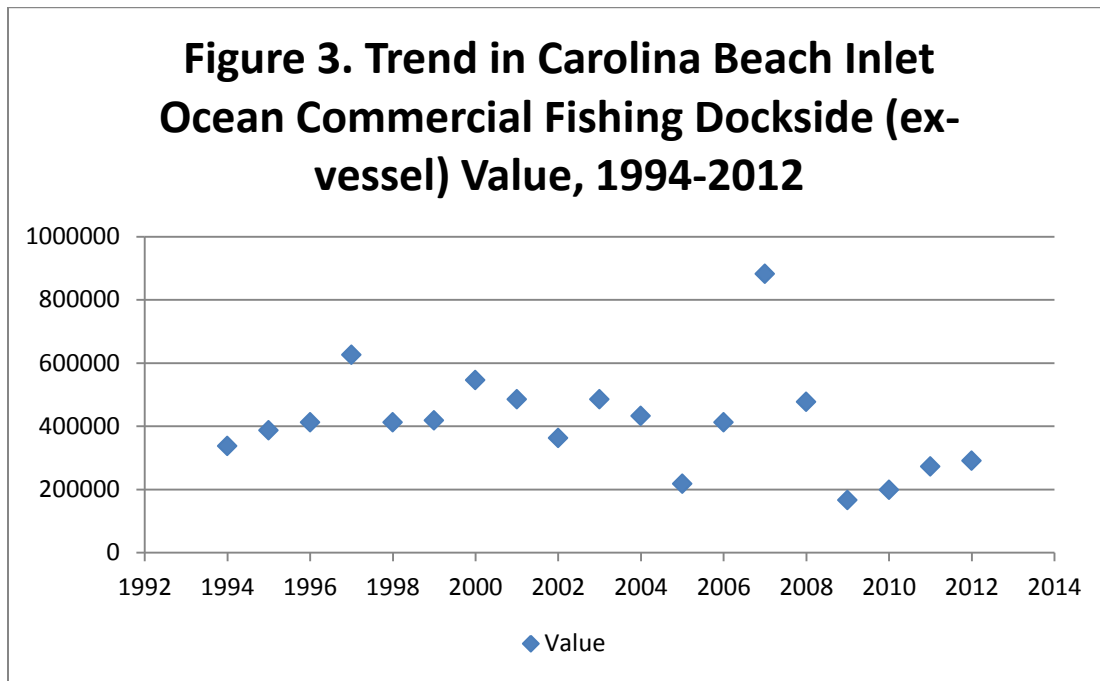 Figure 3. Trend in Carolina Beach Inlet
Ocean Commercial Fishing Dockside (ex-
vessel) Value, 1994-2012
1000000
800000
600000
400000
200000
0
1992 1994 1996 1998 2000 2002 2004 2006 2008 2010 2012 2014
Value